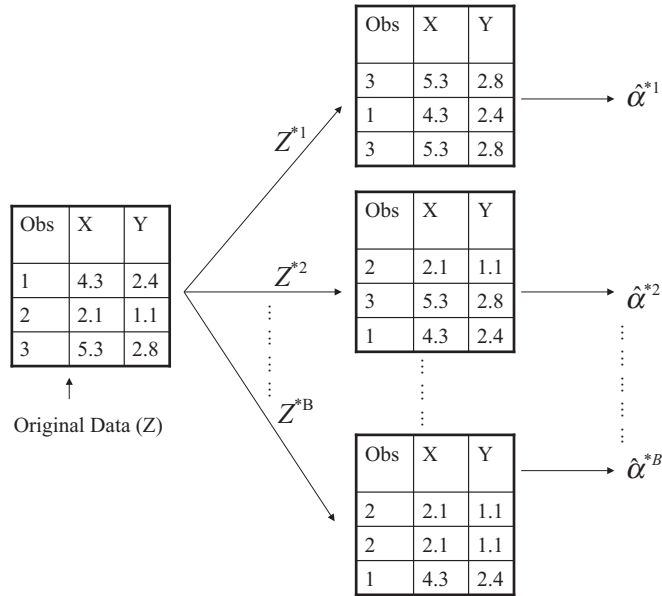 Obs X Y
3 5.3 2.8
1 4.3 2.4
3 5.3 2.8
α̂*1
Z*1
Obs X Y
1 4.3 2.4
2 2.1 1.1
3 5.3 2.8
Original Data (Z)
Z*2
Obs X Y
2 2.1 1.1
3 5.3 2.8
1 4.3 2.4
α̂*2
Z*B
Obs X Y
2 2.1 1.1
2 2.1 1.1
1 4.3 2.4
α̂*B